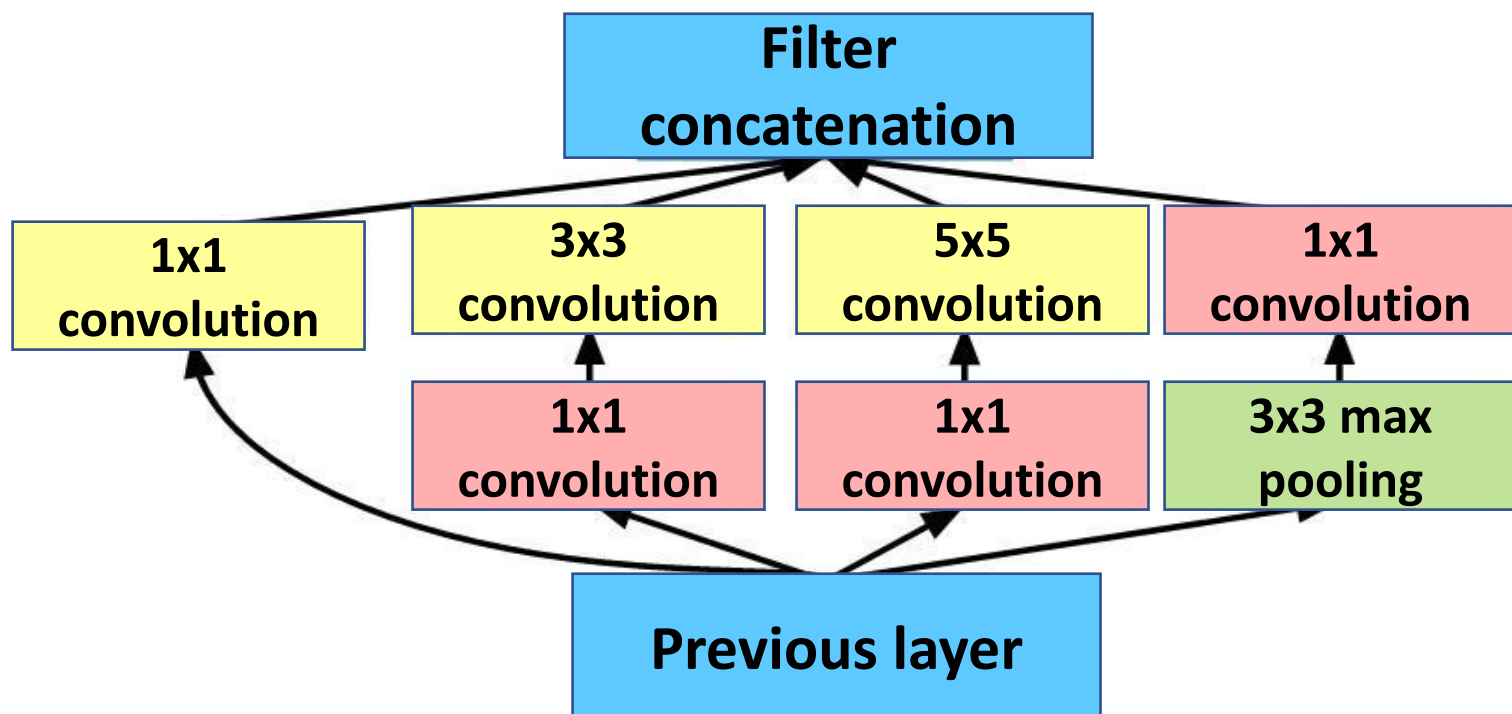 Filter
concatenation
1x1
convolution
3x3
convolution
5x5
convolution
1x1
convolution
1x1
convolution
1x1
convolution
3x3 max
pooling
Previous layer